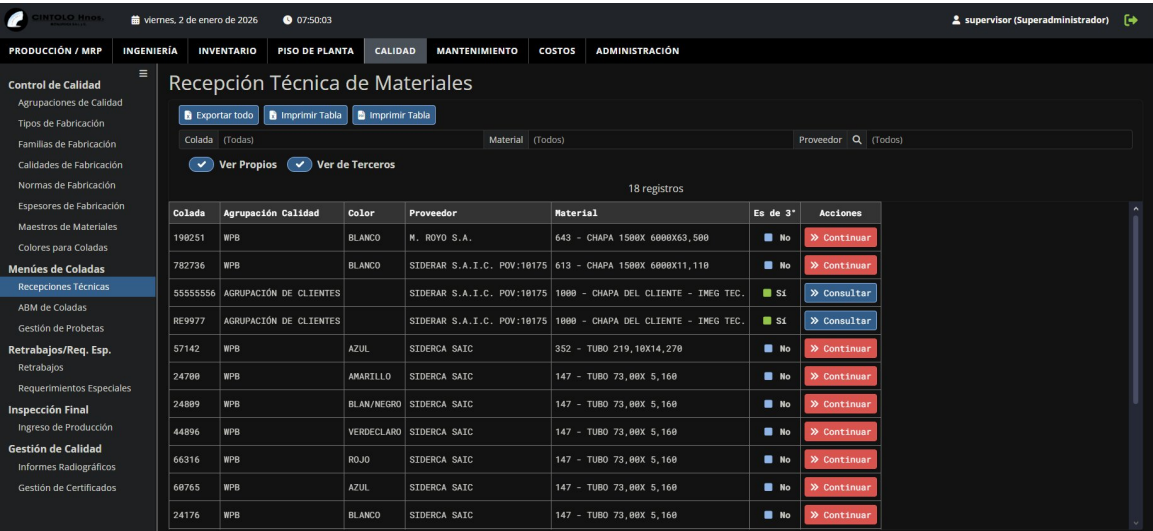 CINTOLO Hnos. viernes, 2 de enero de 2026 07:50:03 supervisor (Superadministrador)
PRODUCCIÓN / MRP INGENIERÍA INVENTARIO PISO DE PLANTA CALIDAD MANTENIMIENTO COSTOS ADMINISTRACIÓN
Control de Calidad
Agrupaciones de Calidad
Tipos de Fabricación
Familias de Fabricación
Calidades de Fabricación
Normas de Fabricación
Espesores de Fabricación
Maestros de Materiales
Colores para Coladas
Menúes de Coladas
Recepciones Técnicas
ABM de Coladas
Gestión de Probetas
Retrabajos/Req. Esp.
Retrabajos
Requerimientos Especiales
Inspección Final
Ingreso de Producción
Gestión de Calidad
Informes Radiográficos
Gestión de Certificados
Recepción Técnica de Materiales
Exportar todo Imprimir Tabla Imprimir Tabla
Colada (Todas) Material (Todos) Proveedor (Todos)
Ver Propios Ver de Terceros
18 registros
Colada Agrupación Calidad Color Proveedor Material Es de 3° Acciones
190251 WPB BLANCO M. ROYO S.A. 643 - CHAPA 1500X 6000X63,500 No Continuar
782736 WPB BLANCO SIDERAR S.A.I.C. POV:10175 613 - CHAPA 1500X 6000X11,110 No Continuar
55555556 AGRUPACIÓN DE CLIENTES SIDERAR S.A.I.C. POV:10175 1000 - CHAPA DEL CLIENTE - IMEG TEC. Sí Consultar
RE9977 AGRUPACIÓN DE CLIENTES SIDERAR S.A.I.C. POV:10175 1000 - CHAPA DEL CLIENTE - IMEG TEC. Sí Consultar
57142 WPB AZUL SIDERCA SAIC 352 - TUBO 219,10X14,270 No Continuar
24700 WPB AMARILLO SIDERCA SAIC 147 - TUBO 73,00X 5,160 No Continuar
24809 WPB BLAN/NEGRO SIDERCA SAIC 147 - TUBO 73,00X 5,160 No Continuar
44896 WPB VERDECLARO SIDERCA SAIC 147 - TUBO 73,00X 5,160 No Continuar
66316 WPB ROJO SIDERCA SAIC 147 - TUBO 73,00X 5,160 No Continuar
60765 WPB AZUL SIDERCA SAIC 147 - TUBO 73,00X 5,160 No Continuar
24176 WPB BLANCO SIDERCA SAIC 147 - TUBO 73,00X 5,160 No Continuar